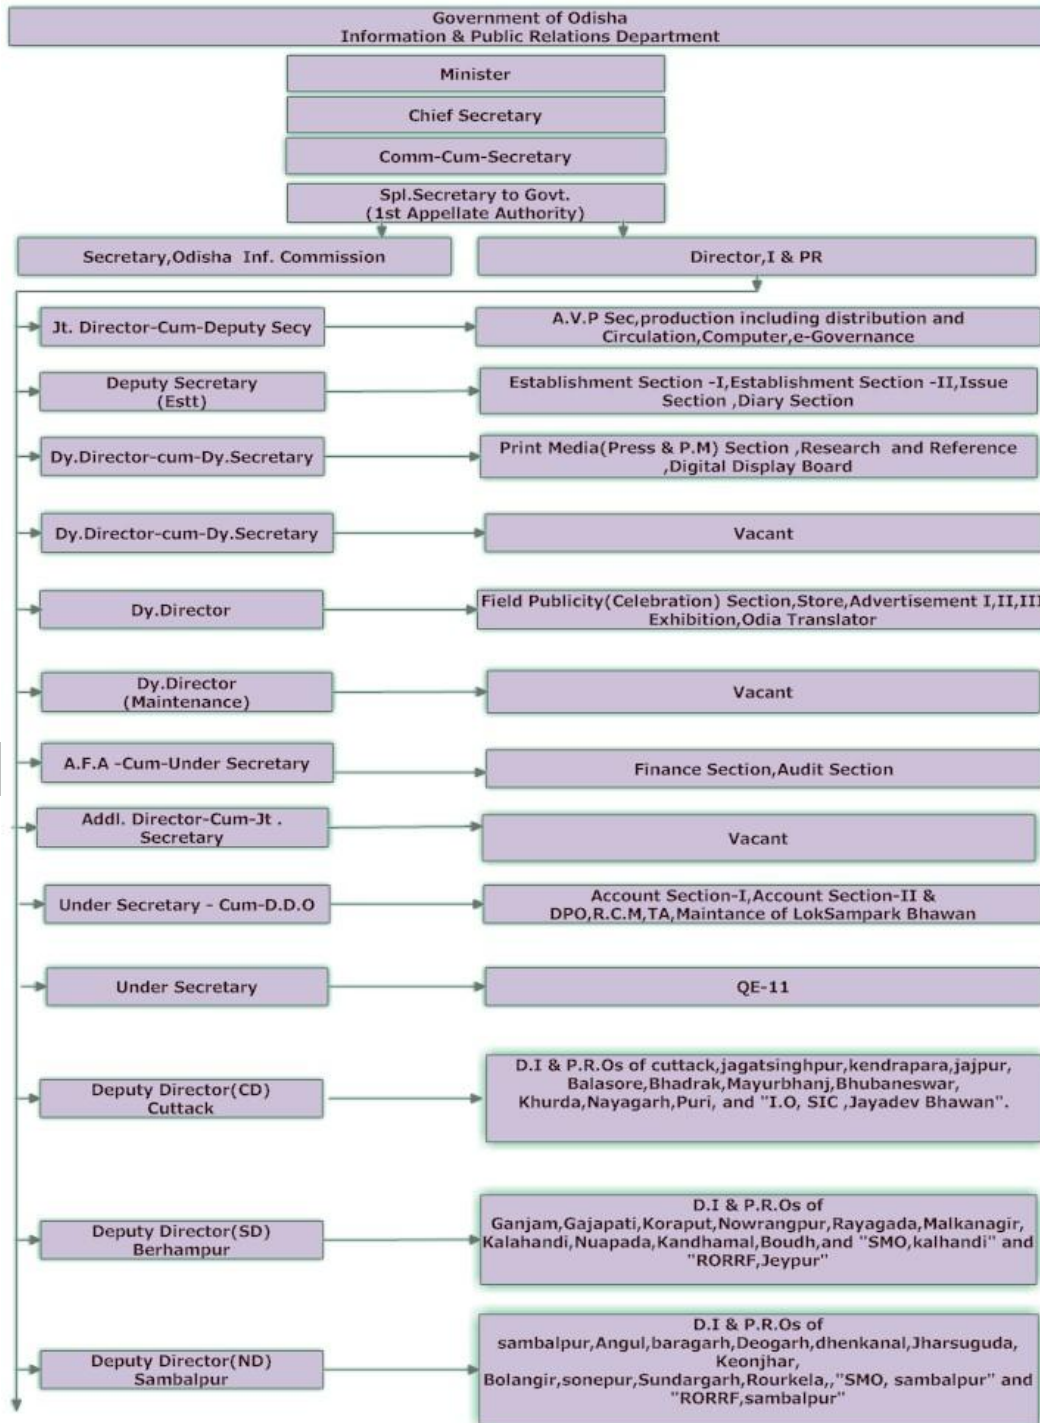 Government of Odisha
Information & Public Relations Department
Minister
Chief Secretary
Comm-Cum-Secretary
Spl.Secretary to Govt.
(1st Appellate Authority)
Secretary,Odisha Inf. Commission
Director,I & PR
Jt. Director-Cum-Deputy Secy
A.V.P Sec,production including distribution and
Circulation,Computer,e-Governance
Deputy Secretary
(Estt)
Establishment Section -I,Establishment Section -II,Issue
Section ,Diary Section
Dy.Director-cum-Dy.Secretary
Print Media(Press & P.M) Section ,Research and Reference
,Digital Display Board
Dy.Director-cum-Dy.Secretary
Vacant
Dy.Director
Field Publicity(Celebration) Section,Store,Advertisement I,II,III
Exhibition,Odia Translator
Dy.Director
(Maintenance)
Vacant
A.F.A -Cum-Under Secretary
Finance Section,Audit Section
Addl. Director-Cum-Jt .
Secretary
Vacant
Under Secretary - Cum-D.D.O
Account Section-I,Account Section-II &
DPO,R.C.M,TA,Maintance of LokSampark Bhawan
Under Secretary
QE-11
Deputy Director(CD)
Cuttack
D.I & P.R.Os of cuttack,jagatsinghpur,kendrapara,jajpur,
Balasore,Bhadrak,Mayurbhanj,Bhubaneswar,
Khurda,Nayagarh,Puri, and "I.O, SIC ,Jayadev Bhawan".
Deputy Director(SD)
Berhampur
D.I & P.R.Os of
Ganjam,Gajapati,Koraput,Nowrangpur,Rayagada,Malkanagir,
Kalahandi,Nuapada,Kandhamal,Boudh,and "SMO,kalhandi" and
"RORRF,Jeypur"
Deputy Director(ND)
Sambalpur
D.I & P.R.Os of
sambalpur,Angul,baragarh,Deogarh,dhenkanal,Jharsuguda,
Keonjhar,
Bolangir,sonepur,Sundargarh,Rourkela,,"SMO, sambalpur" and
"RORRF,sambalpur"